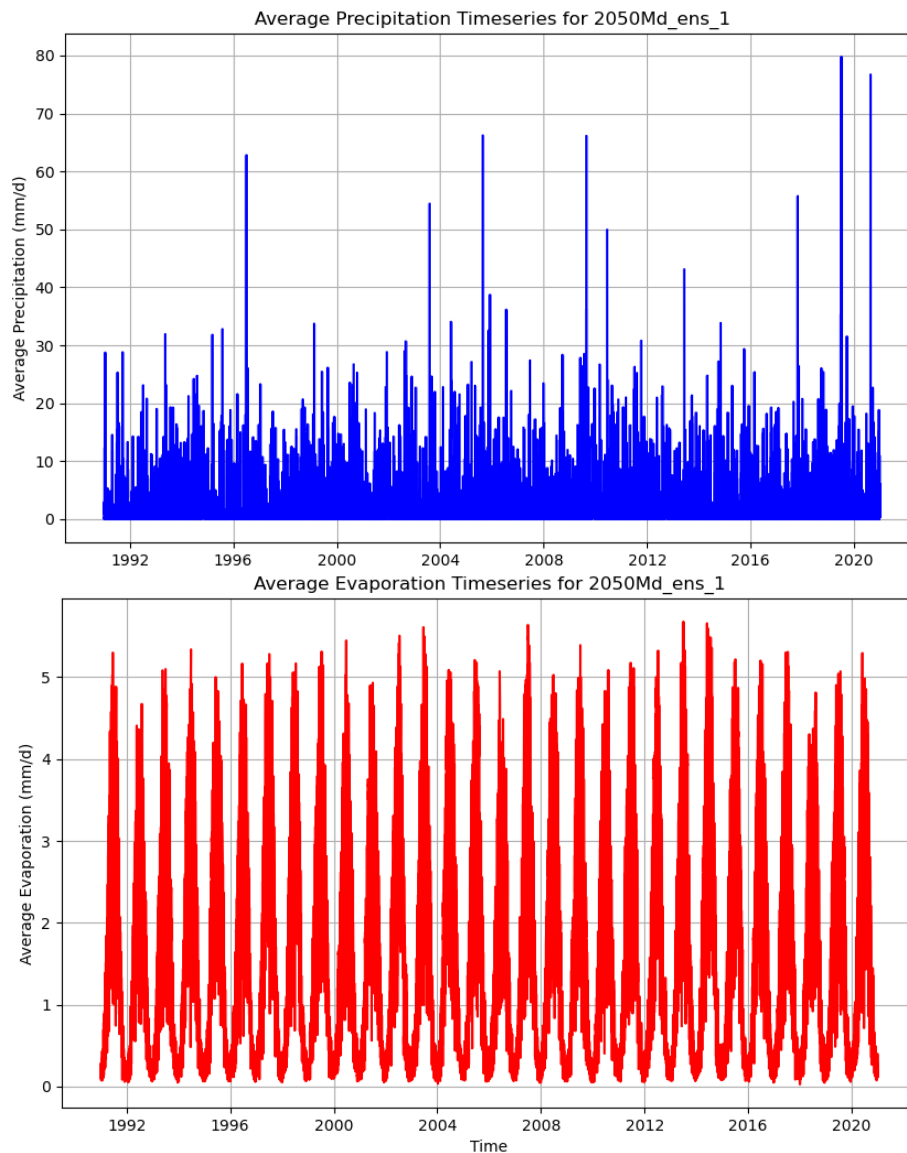 Average Precipitation Timeseries for 2050Md_ens_1
80
70
60
50
40
30
20
10
0
Average Precipitation (mm/d)
1992 1996 2000 2004 2008 2012 2016 2020
Average Evaporation Timeseries for 2050Md_ens_1
5
4
3
2
1
0
Average Evaporation (mm/d)
1992 1996 2000 2004 2008 2012 2016 2020
Time